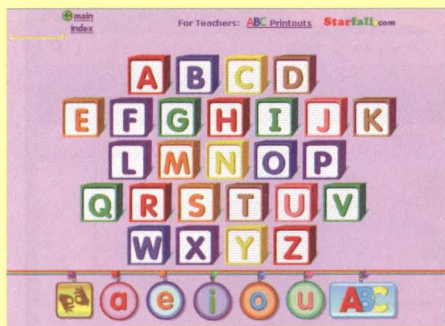 main
index
For Teachers: ABC Printouts Starfall.com
A B C D
E F G H I J K
L M N O P
Q R S T U V
W X Y Z
a e i o u ABC